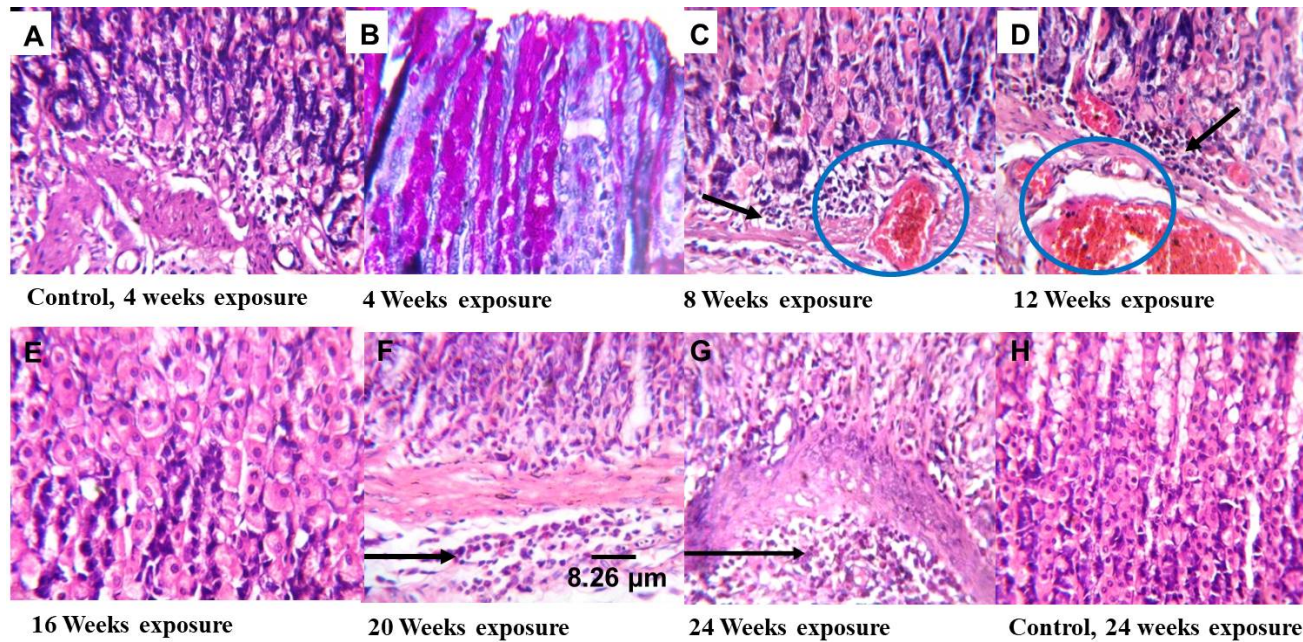 A
B
C
D
Control, 4 weeks exposure
4 Weeks exposure
8 Weeks exposure
12 Weeks exposure
E
F
G
H
8.26 µm
16 Weeks exposure
20 Weeks exposure
24 Weeks exposure
Control, 24 weeks exposure